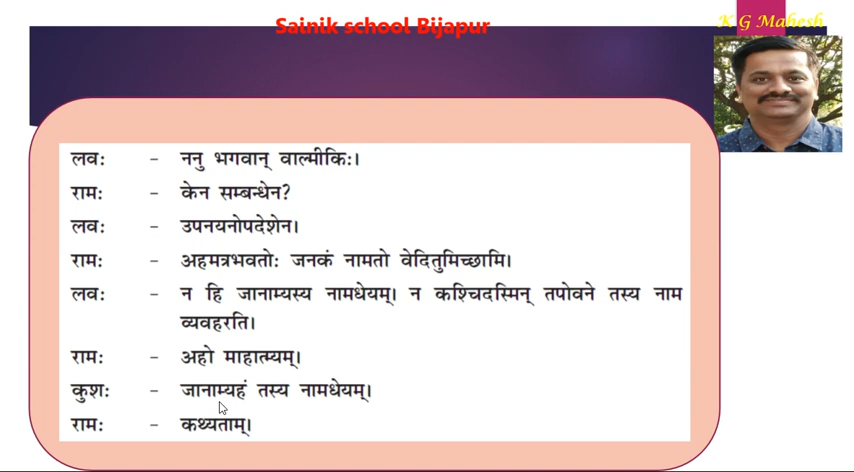 Sainik school Bijapur
K G Mahesh
लवः - ननु भगवान् वाल्मीकिः।
रामः - केन सम्बन्धेन?
लवः - उपनयनोपदेशेन।
रामः - अहमत्रभवतोः जनकं नामतो वेदितुमिच्छामि।
लवः - न हि जानाम्यस्य नामधेयम्। न कश्चिदस्मिन् तपोवने तस्य नाम
व्यवहरति।
रामः - अहो माहात्म्यम्।
कुशः - जानाम्यहं तस्य नामधेयम्।
रामः - कथ्यताम्।